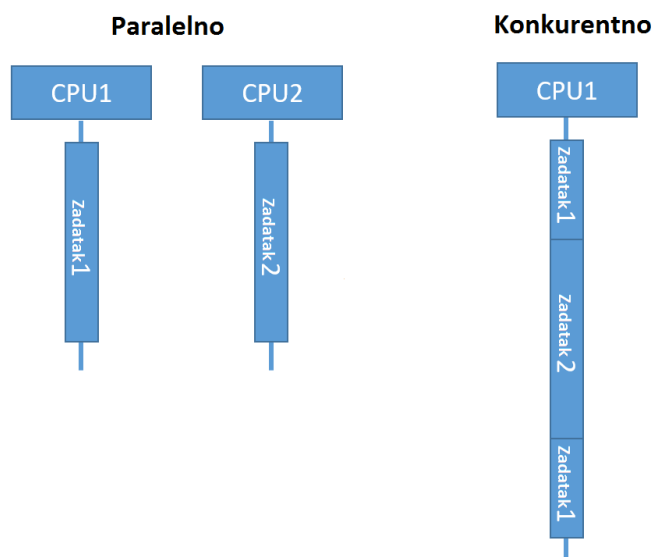 Paralelno
CPU1
CPU2
Zadatak1
Zadatak2
Konkurentno
CPU1
Zadatak1
Zadatak2
Zadatak1